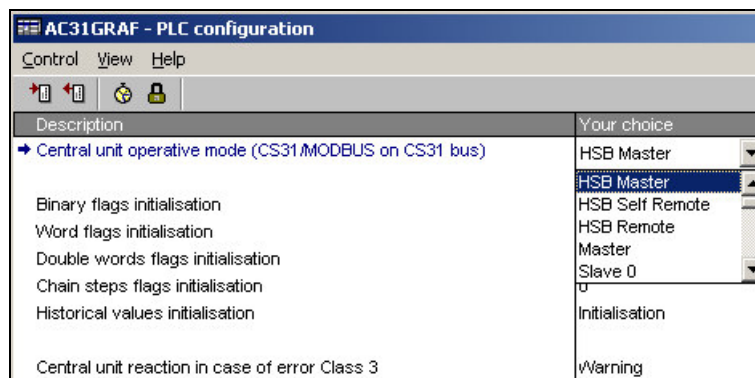 AC31GRAF - PLC configuration
Control View Help
Description Your choice
Central unit operative mode (CS31/MODBUS on CS31 bus) HSB Master
HSB Master
Binary flags initialisation HSB Self Remote
Word flags initialisation HSB Remote
Double words flags initialisation Master
Chain steps flags initialisation Slave 0
Historical values initialisation Initialisation
Central unit reaction in case of error Class 3 Warning